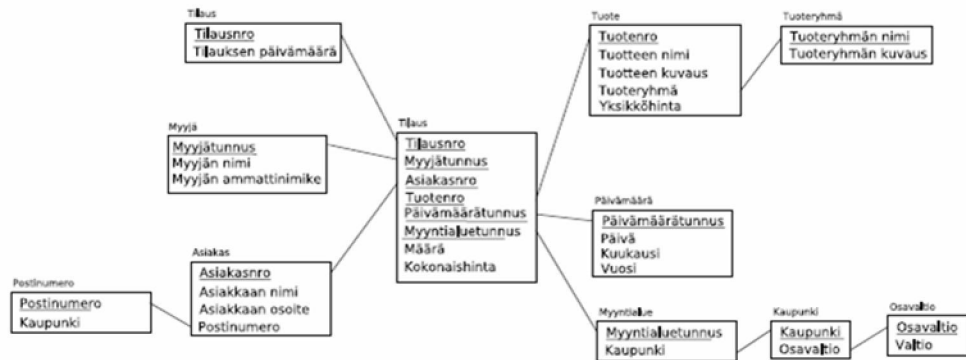 Tilaus
Tilausnro
Tilauksen päivämäärä
Tuote
Tuotenro
Tuotteen nimi
Tuotteen kuvaus
Tuoteryhmä
Yksikköhinta
Tuoteryhmä
Tuoteryhmän nimi
Tuoteryhmän kuvaus
Myyjä
Myyjätunnus
Myyjän nimi
Myyjän ammattinimike
Tilaus
Tilausnro
Myyjätunnus
Asiakasnro
Tuotenro
Päivämäärätunnus
Myyntialuetunnus
Määrä
Kokonaishinta
Päivämäärä
Päivämäärätunnus
Päivä
Kuukausi
Vuosi
Asiakas
Asiakasnro
Asiakkaan nimi
Asiakkaan osoite
Postinumero
Postinumero
Postinumero
Kaupunki
Myyntialue
Myyntialuetunnus
Kaupunki
Kaupunki
Kaupunki
Osavaltio
Osavaltio
Osavaltio
Valtio